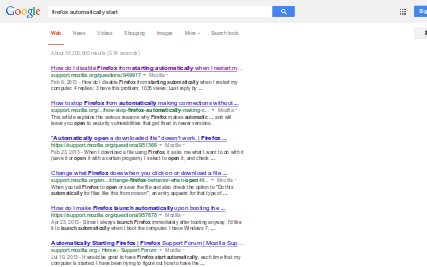 Google firefox automatically start
Web News Videos Shopping Images More Search tools
About 35,200,000 results
How do I disable Firefox from starting automatically when I restart m...
support.mozilla.org/questions/949917 Mozilla
Feb 9, 2013 - How do I disable Firefox from starting automatically when I restart my
computer. 4 replies; 3 have this problem; 1035 views; Last reply by ...
How to stop Firefox from automatically making connections without ...
support.mozilla.org/.../how-stop-firefox-automatically-making-c... Mozilla
This article explains the various reasons why Firefox makes automatic ... and will
leave you open to security vulnerabilities that get fixed in newer versions.
"Automatically open a downloaded file" doesn't work. | Firefox ...
https://support.mozilla.org/questions/951366 Mozilla
Feb 23, 2013 - When I download a file using Firefox, it asks me what I want to do with it
(save it or open it with a certain program). I select to open it, and check ...
Change what Firefox does when you click on or download a file ...
https://support.mozilla.org/en.../change-firefox-behavior-when-open-fil... Mozilla
When you tell Firefox to open or save the file and also check the option to "Do this
automatically for files like this from now on", an entry appears for that type of ...
How do I make Firefox launch automatically upon booting the ...
https://support.mozilla.org/questions/957678 Mozilla
Apr 23, 2013 - Since I always launch Firefox immediately after booting anyway, I'd like
it to launch automatically when I boot the computer. I have Windows 7, ...
Automatically Starting Firefox | Firefox Support Forum | Mozilla Sup...
support.mozilla.org › Home › Support Forum Mozilla
Jul 10, 2013 - It would be good to have Firefox start automatically, each time that my
computer is started. I have been trying to figure out how to have the ...